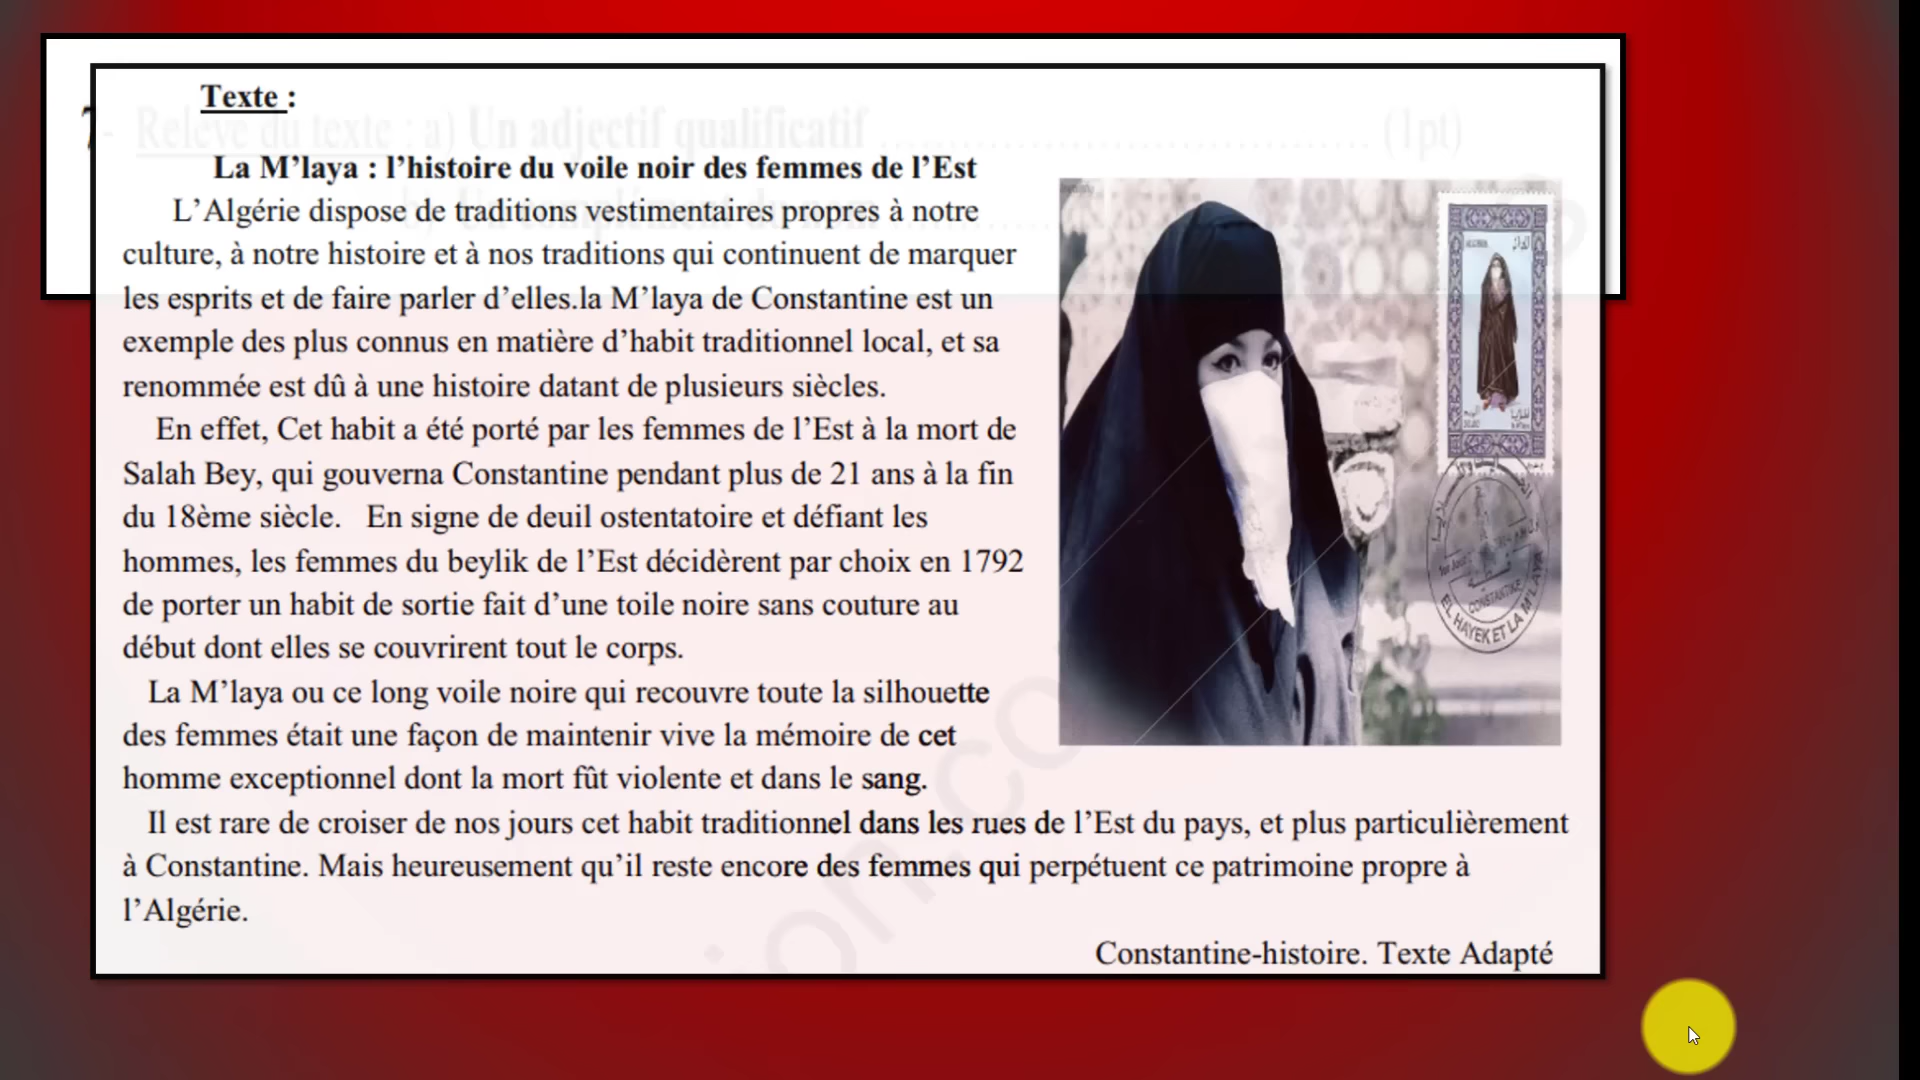 Texte :
7- Relève du texte : a) Un adjectif qualificatif ........................................ (1pt)
La M’laya : l’histoire du voile noir des femmes de l’Est
b) Un complément du nom ............
L’Algérie dispose de traditions vestimentaires propres à notre
culture, à notre histoire et à nos traditions qui continuent de marquer
les esprits et de faire parler d’elles.la M’laya de Constantine est un
exemple des plus connus en matière d’habit traditionnel local, et sa
renommée est dû à une histoire datant de plusieurs siècles.
En effet, Cet habit a été porté par les femmes de l’Est à la mort de
Salah Bey, qui gouverna Constantine pendant plus de 21 ans à la fin
du 18ème siècle. En signe de deuil ostentatoire et défiant les
hommes, les femmes du beylik de l’Est décidèrent par choix en 1792
de porter un habit de sortie fait d’une toile noire sans couture au
début dont elles se couvrirent tout le corps.
La M’laya ou ce long voile noire qui recouvre toute la silhouette
des femmes était une façon de maintenir vive la mémoire de cet
homme exceptionnel dont la mort fût violente et dans le sang.
Il est rare de croiser de nos jours cet habit traditionnel dans les rues de l’Est du pays, et plus particulièrement
à Constantine. Mais heureusement qu’il reste encore des femmes qui perpétuent ce patrimoine propre à
l’Algérie.
Constantine-histoire. Texte Adapté
CONSTANTINE
EL HAYEK ET LA M'LAYA